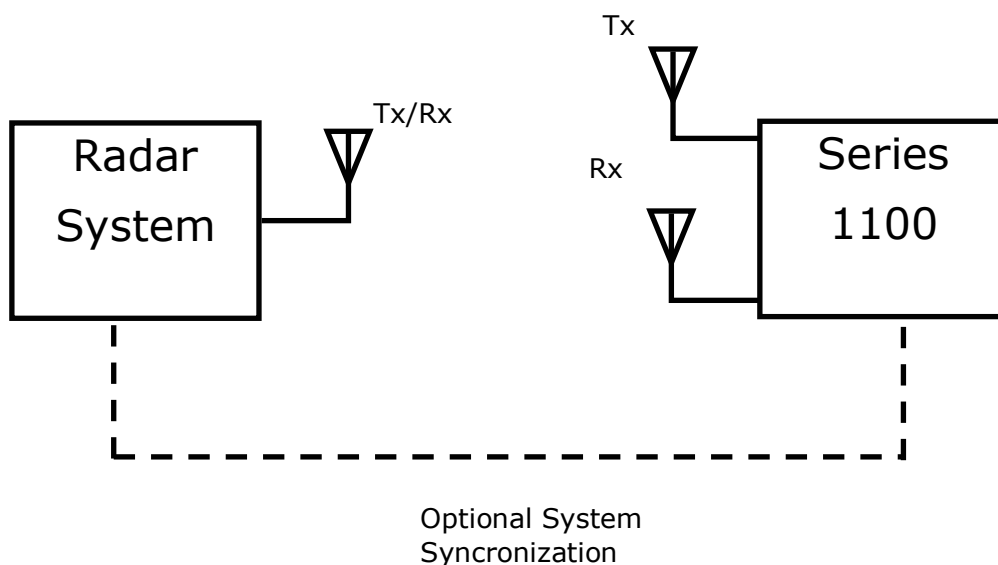 Tx
Tx/Rx
Radar
System
Rx
Series
1100
Optional System
Syncronization